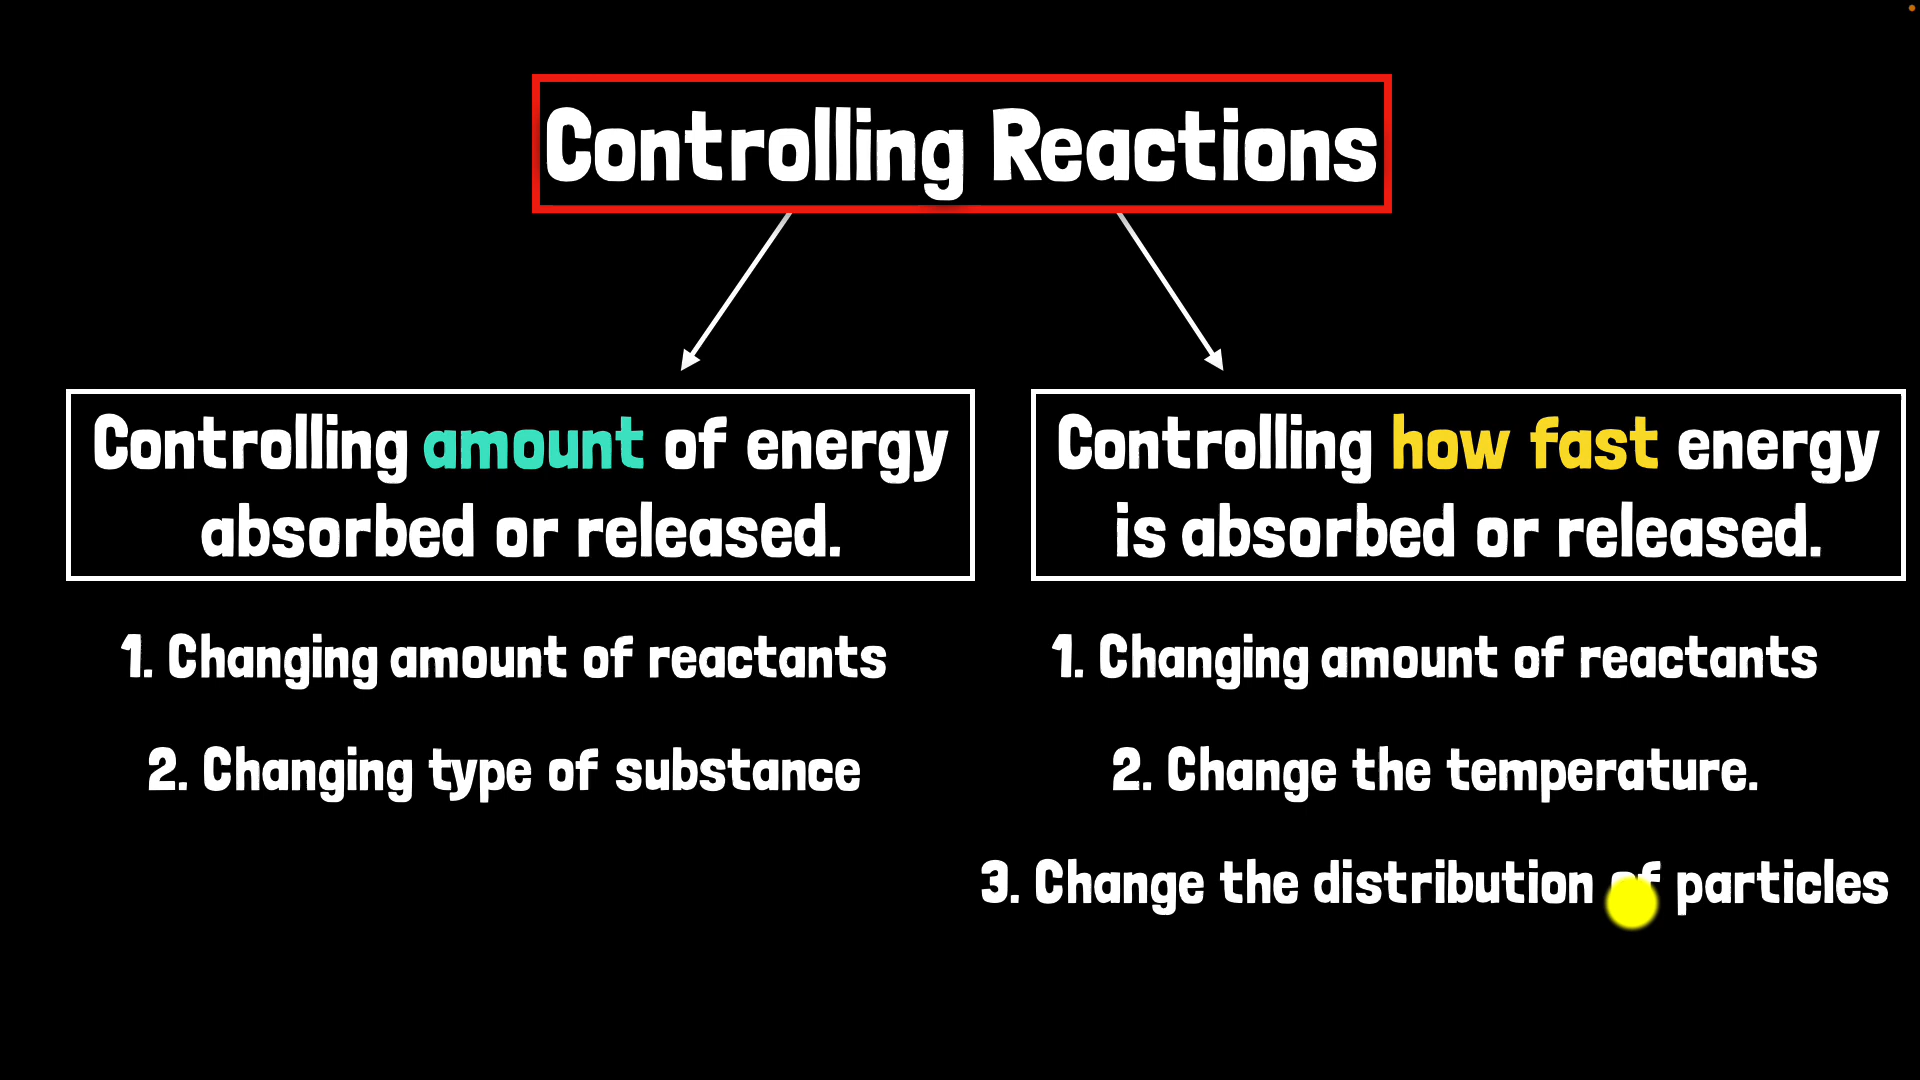 Controlling Reactions
Controlling amount of energy
absorbed or released.
1. Changing amount of reactants
2. Changing type of substance
Controlling how fast energy
is absorbed or released.
1. Changing amount of reactants
2. Change the temperature.
3. Change the distribution of particles